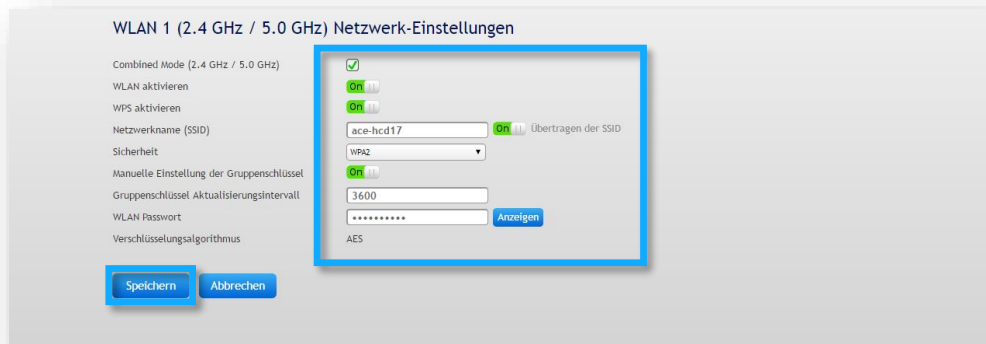 WLAN 1 (2.4 GHz / 5.0 GHz) Netzwerk-Einstellungen
Combined Mode (2.4 GHz / 5.0 GHz)
WLAN aktivieren On
WPS aktivieren On
Netzwerkname (SSID) ace-hcd17 On Übertragen der SSID
Sicherheit WPA2
Manuelle Einstellung der Gruppenschlüssel On
Gruppenschlüssel Aktualisierungsintervall 3600
WLAN Passwort •••••••••• Anzeigen
Verschlüsselungsalgorithmus AES
Speichern Abbrechen